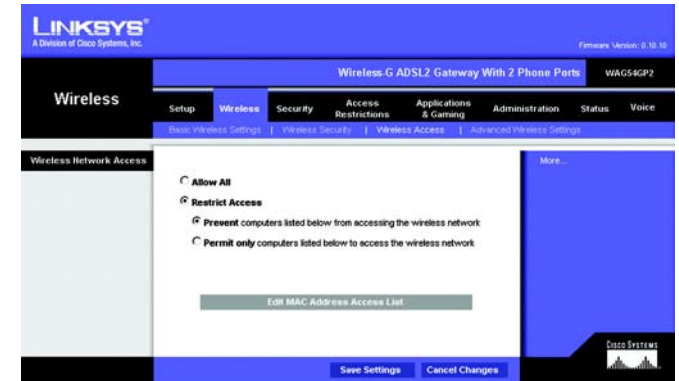 LINKSYS®
A Division of Cisco Systems, Inc.
Firmware Version: 0.10.10
Wireless-G ADSL2 Gateway With 2 Phone Ports WAG54GP2
Wireless
Setup Wireless Security Access Restrictions Applications & Gaming Administration Status Voice
Basic Wireless Settings | Wireless Security | Wireless Access | Advanced Wireless Settings
Wireless Network Access
More...
Allow All
Restrict Access
Prevent computers listed below from accessing the wireless network
Permit only computers listed below to access the wireless network
Edit MAC Address Access List
CISCO SYSTEMS
Save Settings Cancel Changes